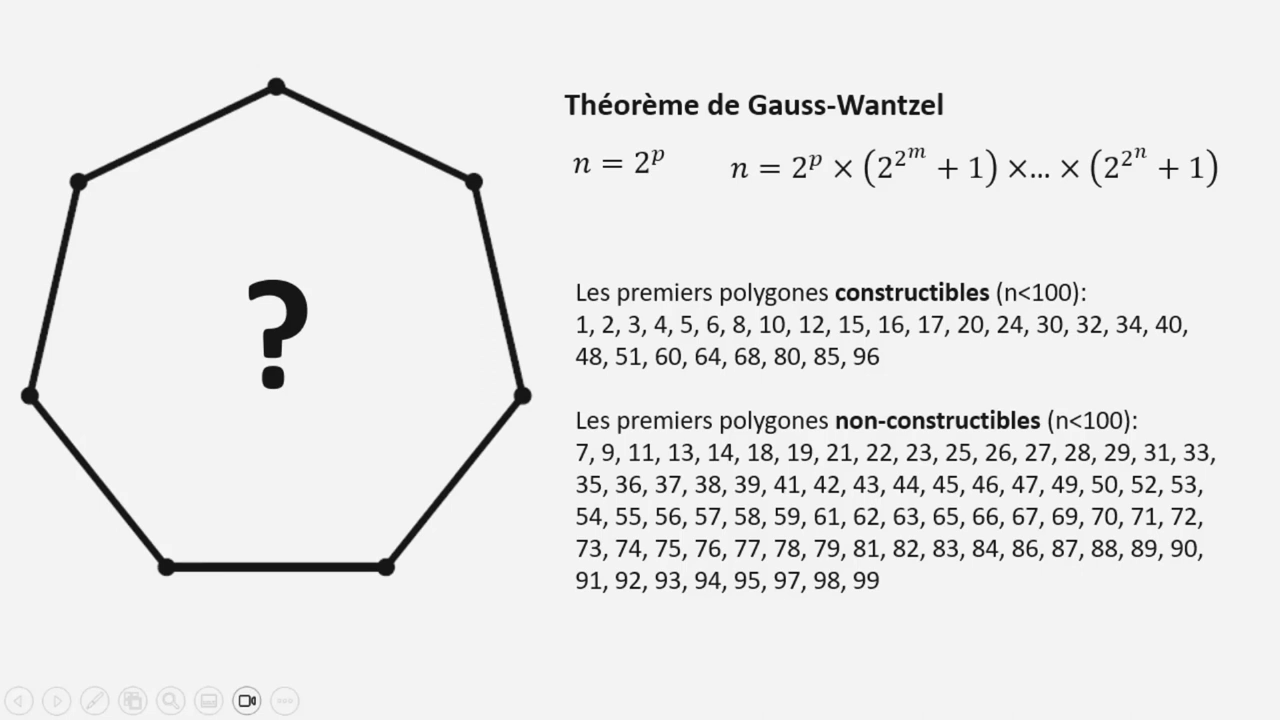 Théorème de Gauss-Wantzel
n = 2^p    n = 2^p × (2^{2^m} + 1) ×... × (2^{2^n} + 1)
?
Les premiers polygones constructibles (n<100):
1, 2, 3, 4, 5, 6, 8, 10, 12, 15, 16, 17, 20, 24, 30, 32, 34, 40,
48, 51, 60, 64, 68, 80, 85, 96
Les premiers polygones non-constructibles (n<100):
7, 9, 11, 13, 14, 18, 19, 21, 22, 23, 25, 26, 27, 28, 29, 31, 33,
35, 36, 37, 38, 39, 41, 42, 43, 44, 45, 46, 47, 49, 50, 52, 53,
54, 55, 56, 57, 58, 59, 61, 62, 63, 65, 66, 67, 69, 70, 71, 72,
73, 74, 75, 76, 77, 78, 79, 81, 82, 83, 84, 86, 87, 88, 89, 90,
91, 92, 93, 94, 95, 97, 98, 99